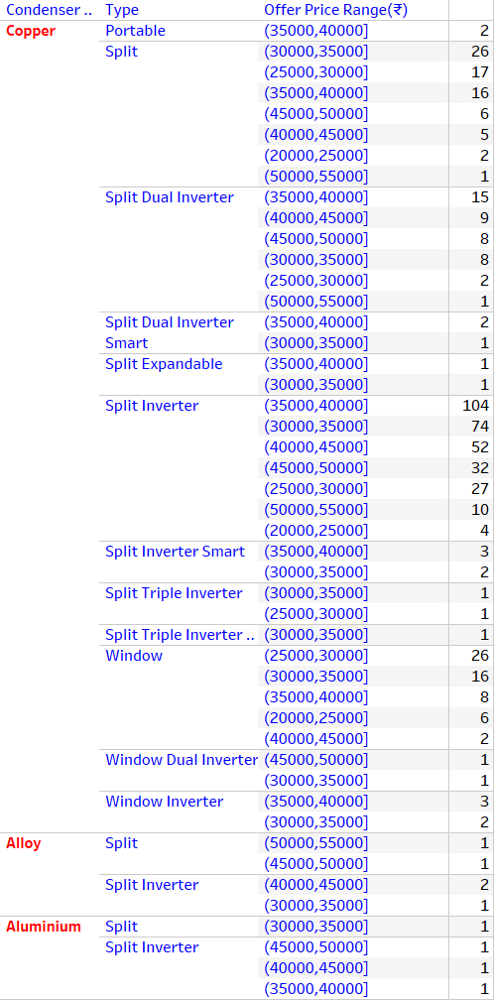 Condenser .. Type Offer Price Range(₹)
Copper Portable (35000,40000] 2
Split (30000,35000] 26
(25000,30000] 17
(35000,40000] 16
(45000,50000] 6
(40000,45000] 5
(20000,25000] 2
(50000,55000] 1
Split Dual Inverter (35000,40000] 15
(40000,45000] 9
(45000,50000] 8
(30000,35000] 8
(25000,30000] 2
(50000,55000] 1
Split Dual Inverter (35000,40000] 2
Smart (30000,35000] 1
Split Expandable (35000,40000] 1
(30000,35000] 1
Split Inverter (35000,40000] 104
(30000,35000] 74
(40000,45000] 52
(45000,50000] 32
(25000,30000] 27
(50000,55000] 10
(20000,25000] 4
Split Inverter Smart (35000,40000] 3
(30000,35000] 2
Split Triple Inverter (30000,35000] 1
(25000,30000] 1
Split Triple Inverter .. (30000,35000] 1
Window (25000,30000] 26
(30000,35000] 16
(35000,40000] 8
(20000,25000] 6
(40000,45000] 2
Window Dual Inverter (45000,50000] 1
(30000,35000] 1
Window Inverter (35000,40000] 3
(30000,35000] 2
Alloy Split (50000,55000] 1
(45000,50000] 1
Split Inverter (40000,45000] 2
(30000,35000] 1
Aluminium Split (30000,35000] 1
Split Inverter (45000,50000] 1
(40000,45000] 1
(35000,40000] 1